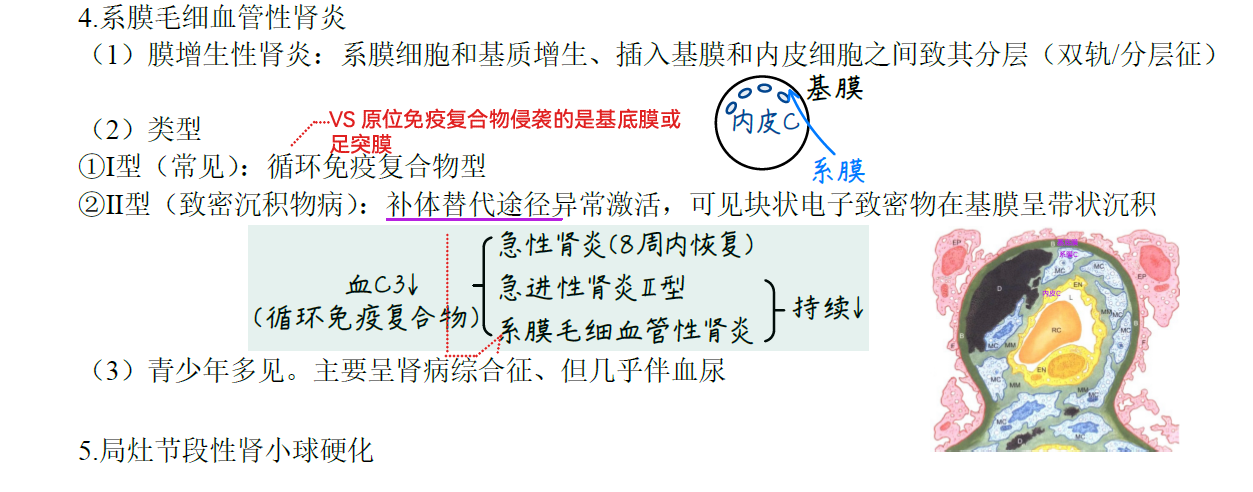 4.系膜毛细血管性肾炎
（1）膜增生性肾炎：系膜细胞和基质增生、插入基膜和内皮细胞之间致其分层（双轨/分层征）
基膜
内皮C
系膜
（2）类型
VS 原位免疫复合物侵袭的是基底膜或
足突膜
①I型（常见）：循环免疫复合物型
②II型（致密沉积物病）：补体替代途径异常激活，可见块状电子致密物在基膜呈带状沉积
血C3↓
(循环免疫复合物)
急性肾炎(8周内恢复)
急进性肾炎Ⅱ型
系膜毛细血管性肾炎
持续↓
EP
B
系膜C
MC
MC
EP
D
内皮C
EN
L
MC
MM
RC
B
B
F
MC
MM
MC
F
EN
MC
MM
MM
MC
D
MC
（3）青少年多见。主要呈肾病综合征、但几乎伴血尿
5.局灶节段性肾小球硬化